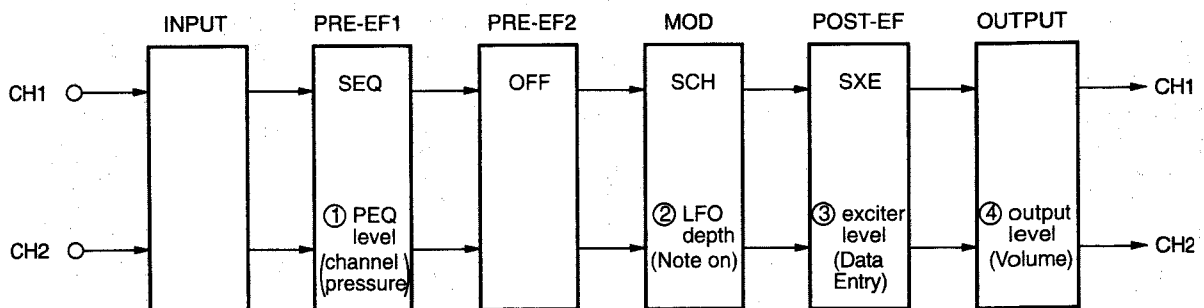 INPUT
PRE-EF1
PRE-EF2
MOD
POST-EF
OUTPUT
CH1
SEQ
OFF
SCH
SXE
CH1
CH2
① PEQ
level
(channel
pressure)
② LFO
depth
(Note on)
③ exciter
level
(Data
Entry)
④ output
level
(Volume)
CH2